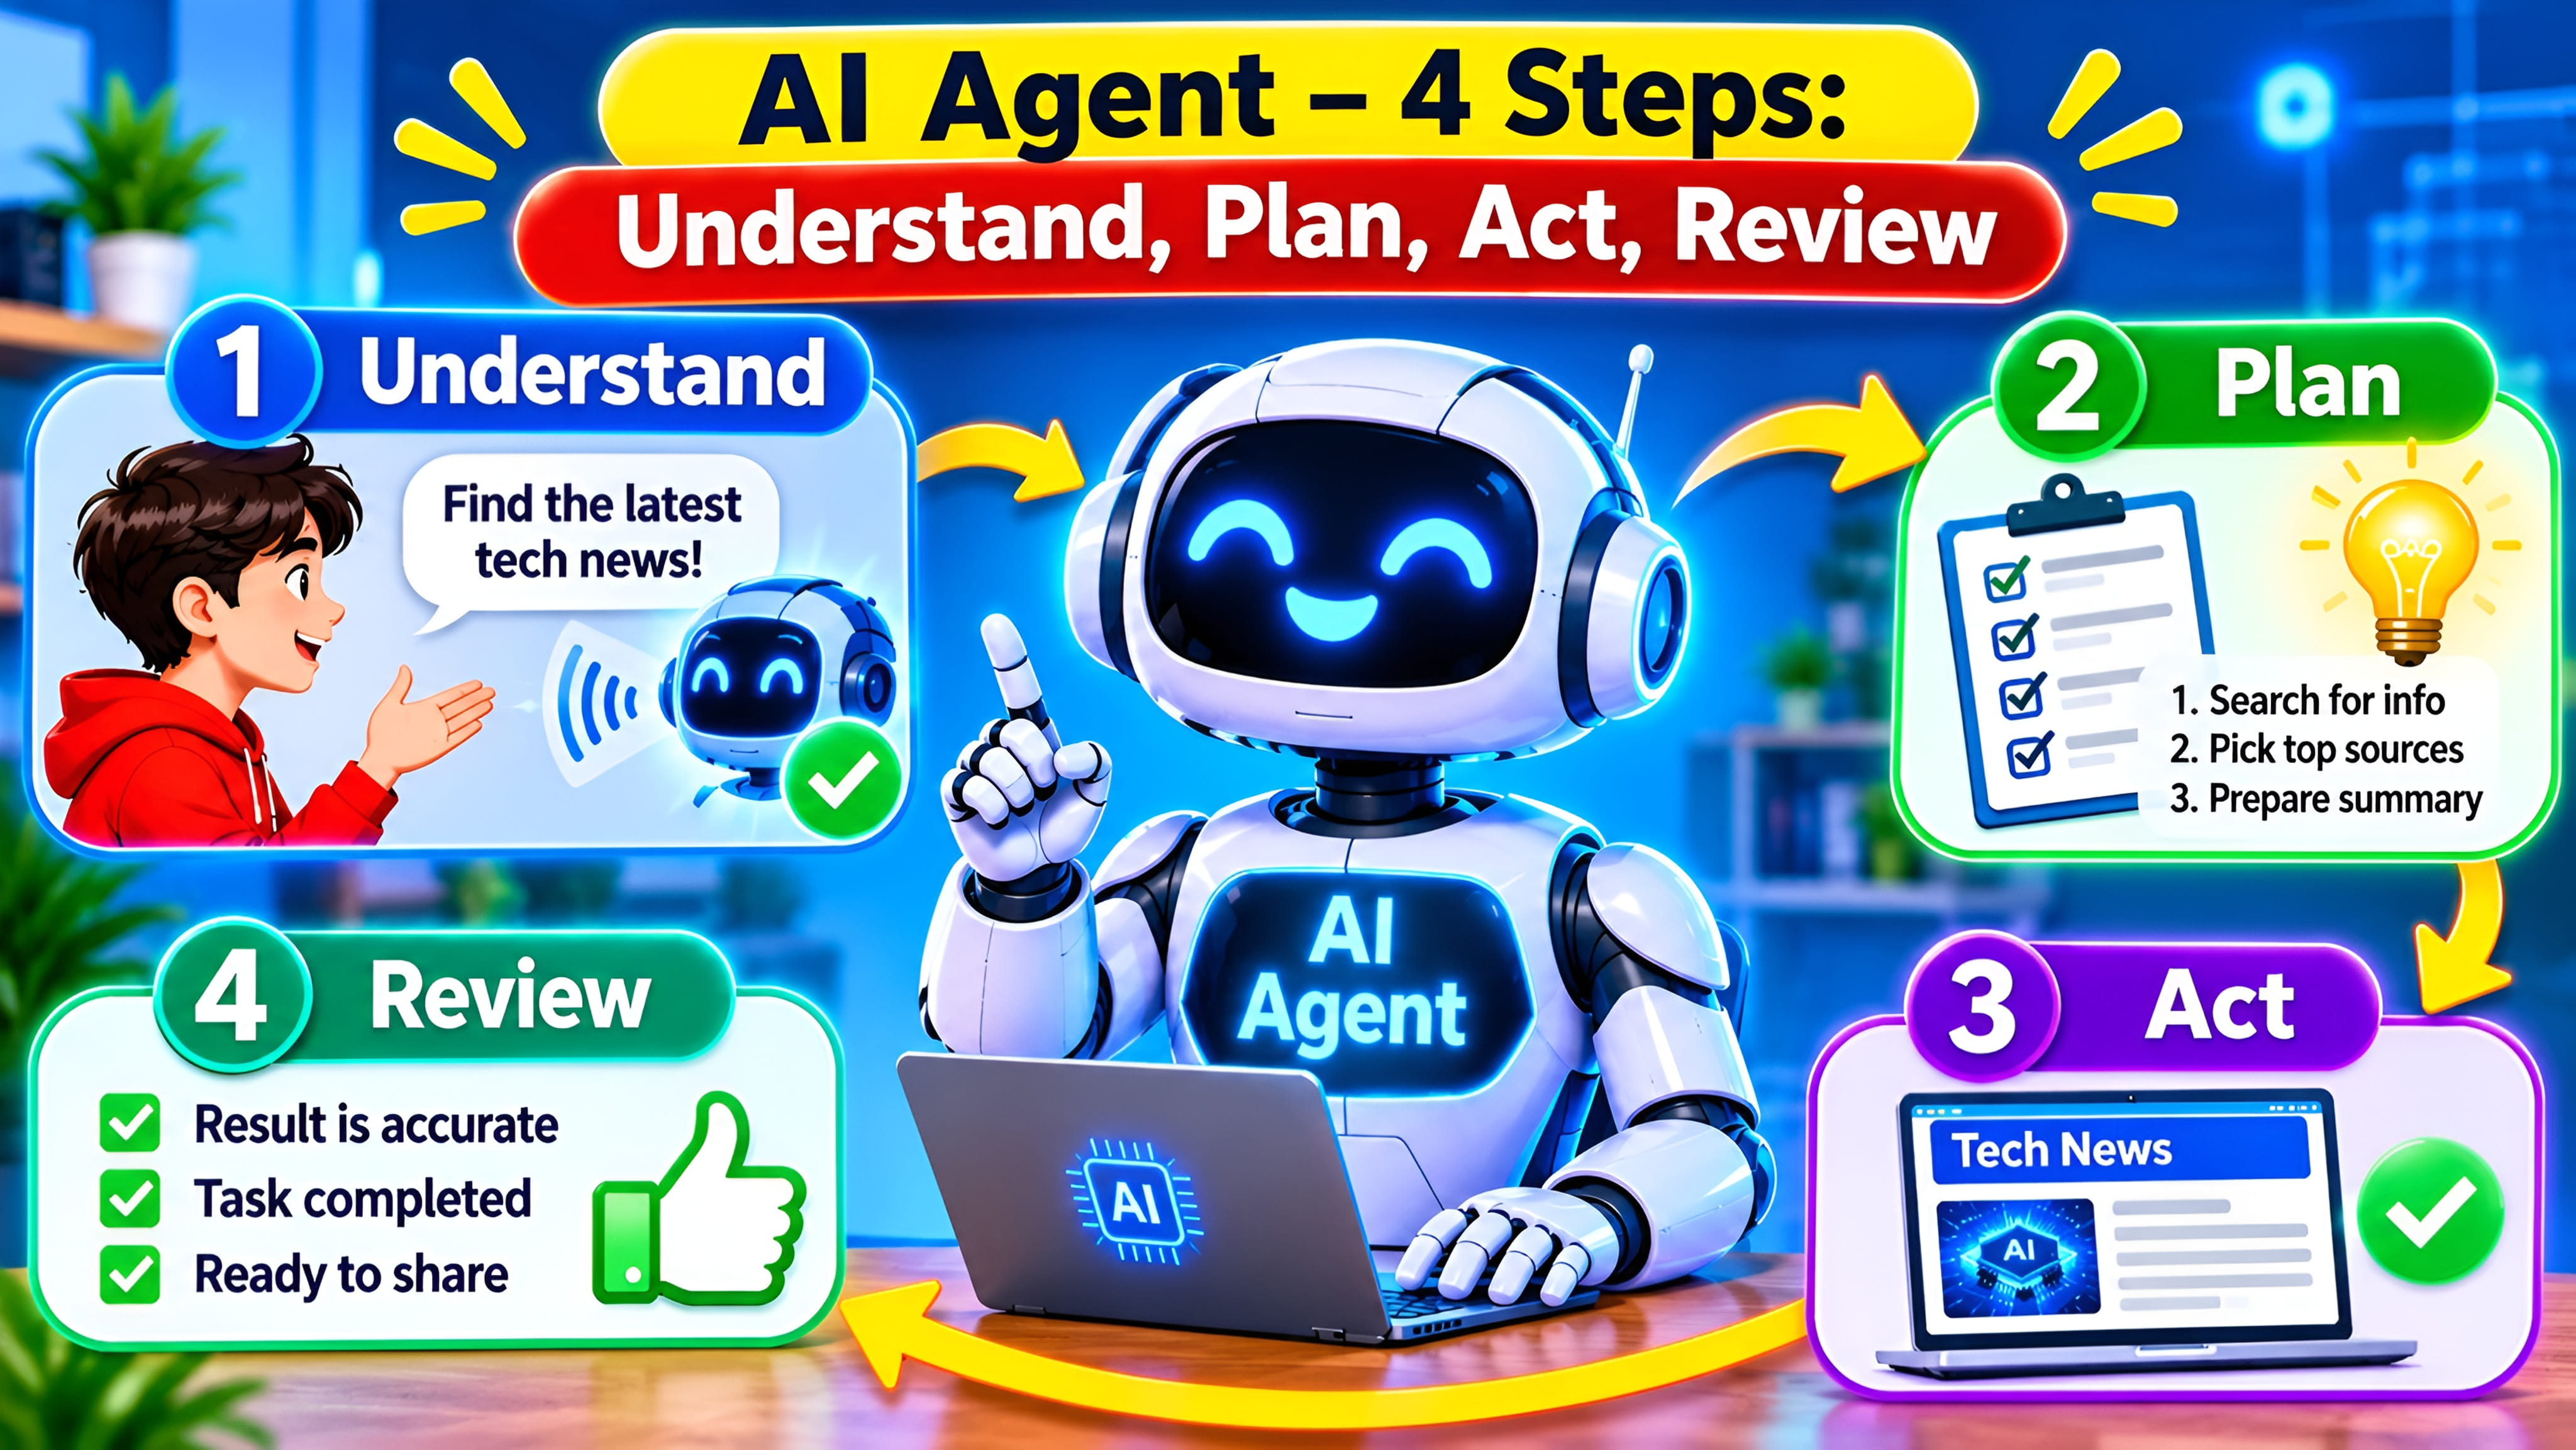 AI Agent – 4 Steps:
Understand, Plan, Act, Review
1 Understand
Find the latest
tech news!
2 Plan
1. Search for info
2. Pick top sources
3. Prepare summary
AI
Agent
AI
3 Act
Tech News
AI
4 Review
Result is accurate
Task completed
Ready to share